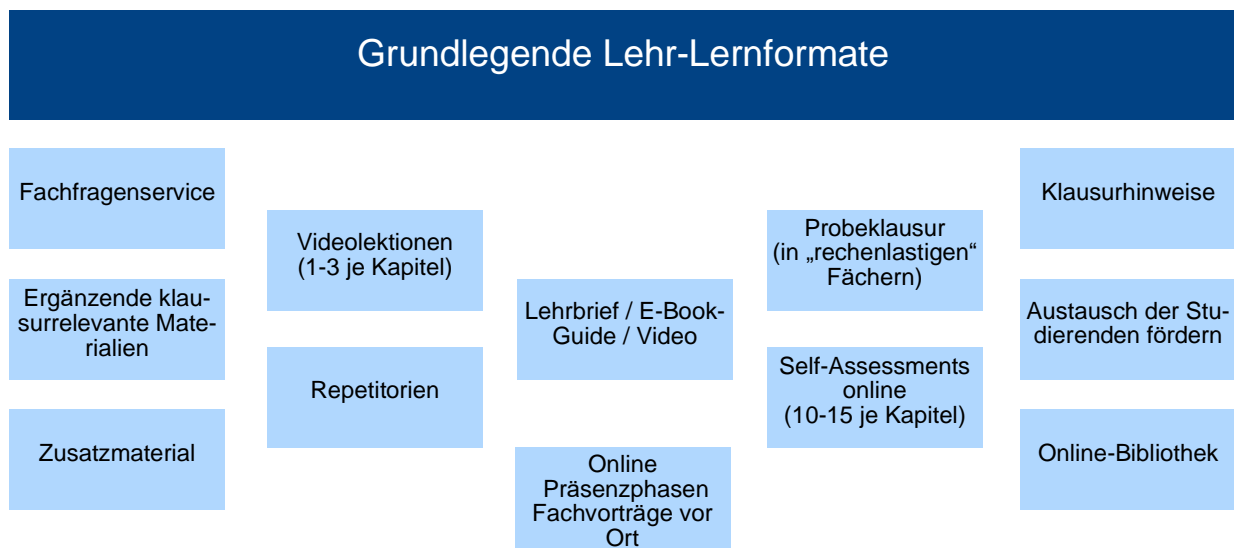 Grundlegende Lehr-Lernformate
Fachfragenservice
Ergänzende klau-
surrelevante Mate-
rialien
Zusatzmaterial
Videolektionen
(1-3 je Kapitel)
Repetitorien
Lehrbrief / E-Book-
Guide / Video
Online
Präsenzphasen
Fachvorträge vor
Ort
Probeklausur
(in „rechenlastigen“
Fächern)
Self-Assessments
online
(10-15 je Kapitel)
Klausurhinweise
Austausch der Stu-
dierenden fördern
Online-Bibliothek